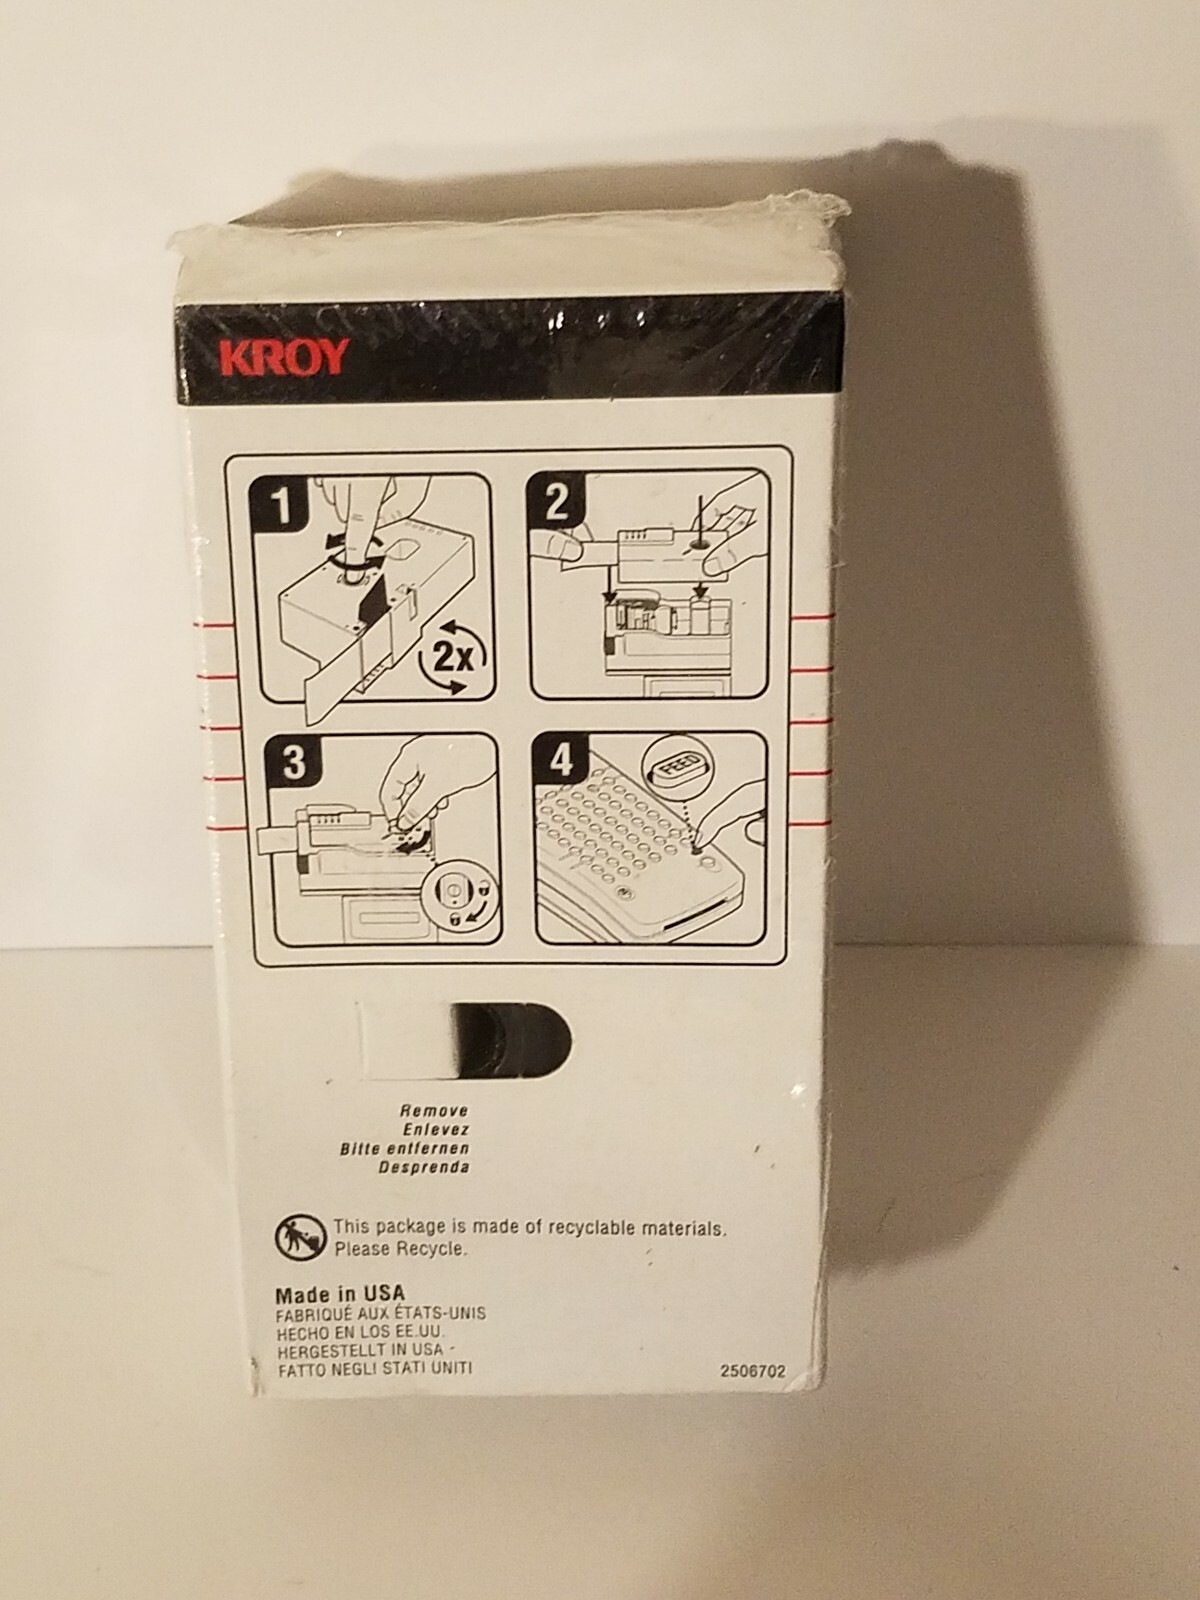 KROY
1
2
2x
3
4
FEED
Remove
Enlevez
Bitte entfernen
Desprenda
This package is made of recyclable materials.
Please Recycle.
Made in USA
FABRIQUÉ AUX ÉTATS-UNIS
HECHO EN LOS EE.UU.
HERGESTELLT IN USA -
FATTO NEGLI STATI UNITI
2506702